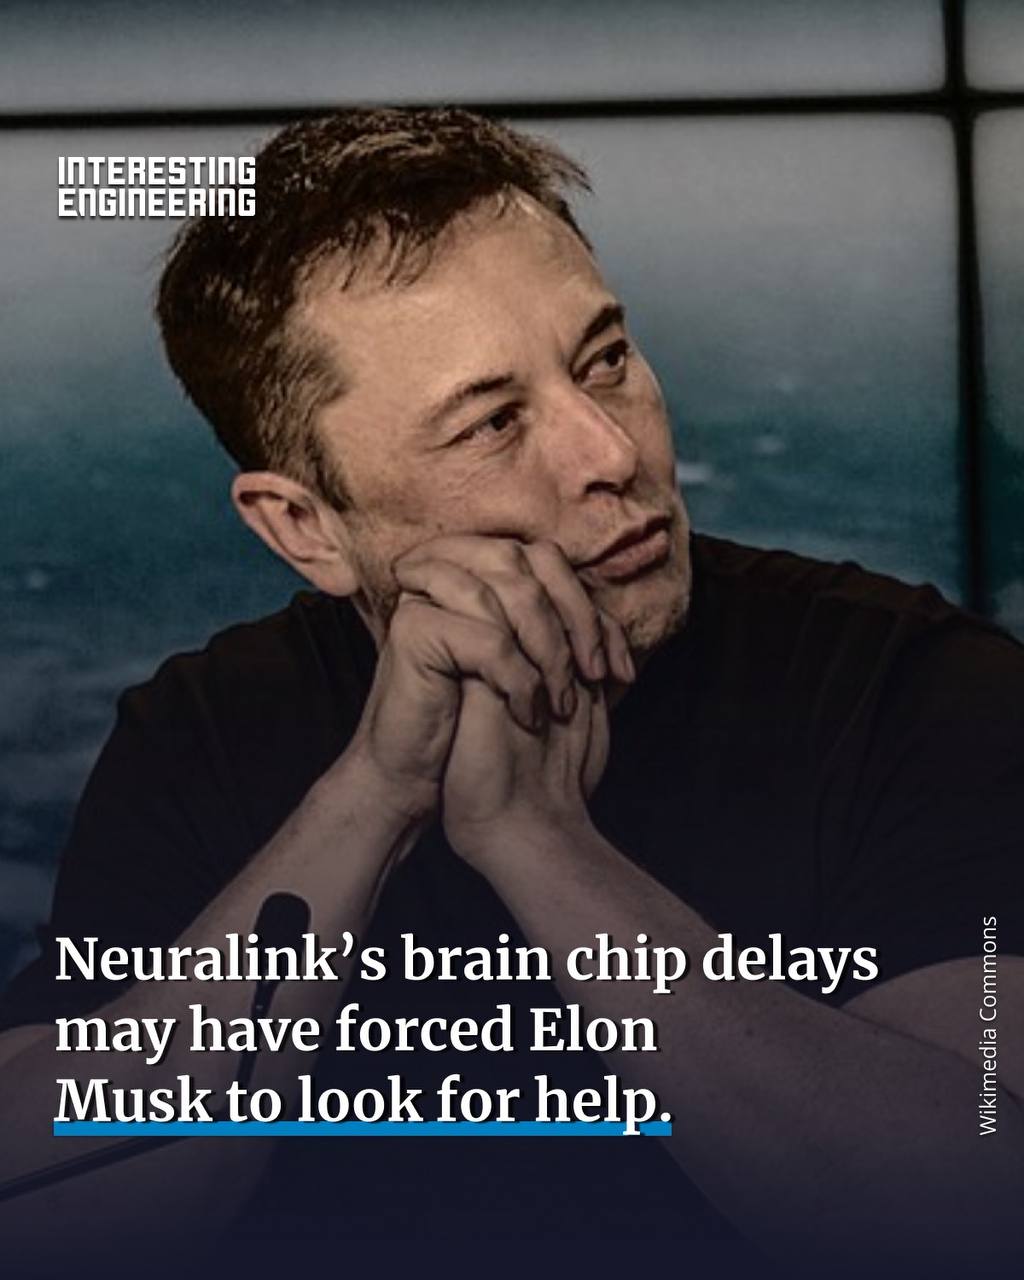 INTERESTING
ENGINEERING
Neuralink’s brain chip delays
may have forced Elon
Musk to look for help.
Wikimedia Commons